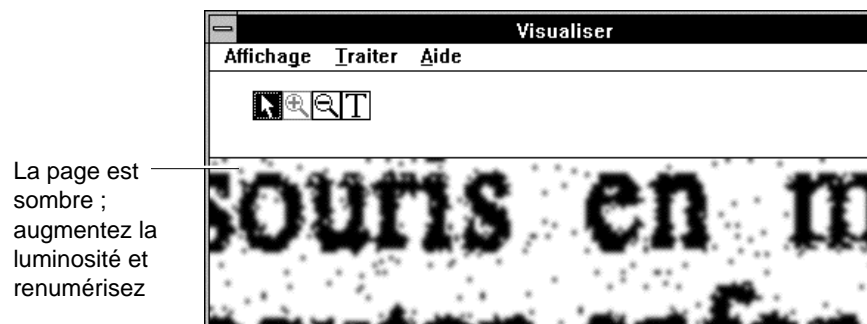 Visualiser
Affichage Traiter Aide
T
La page est
sombre ;
augmentez la
luminosité et
renumérisez
souris en m